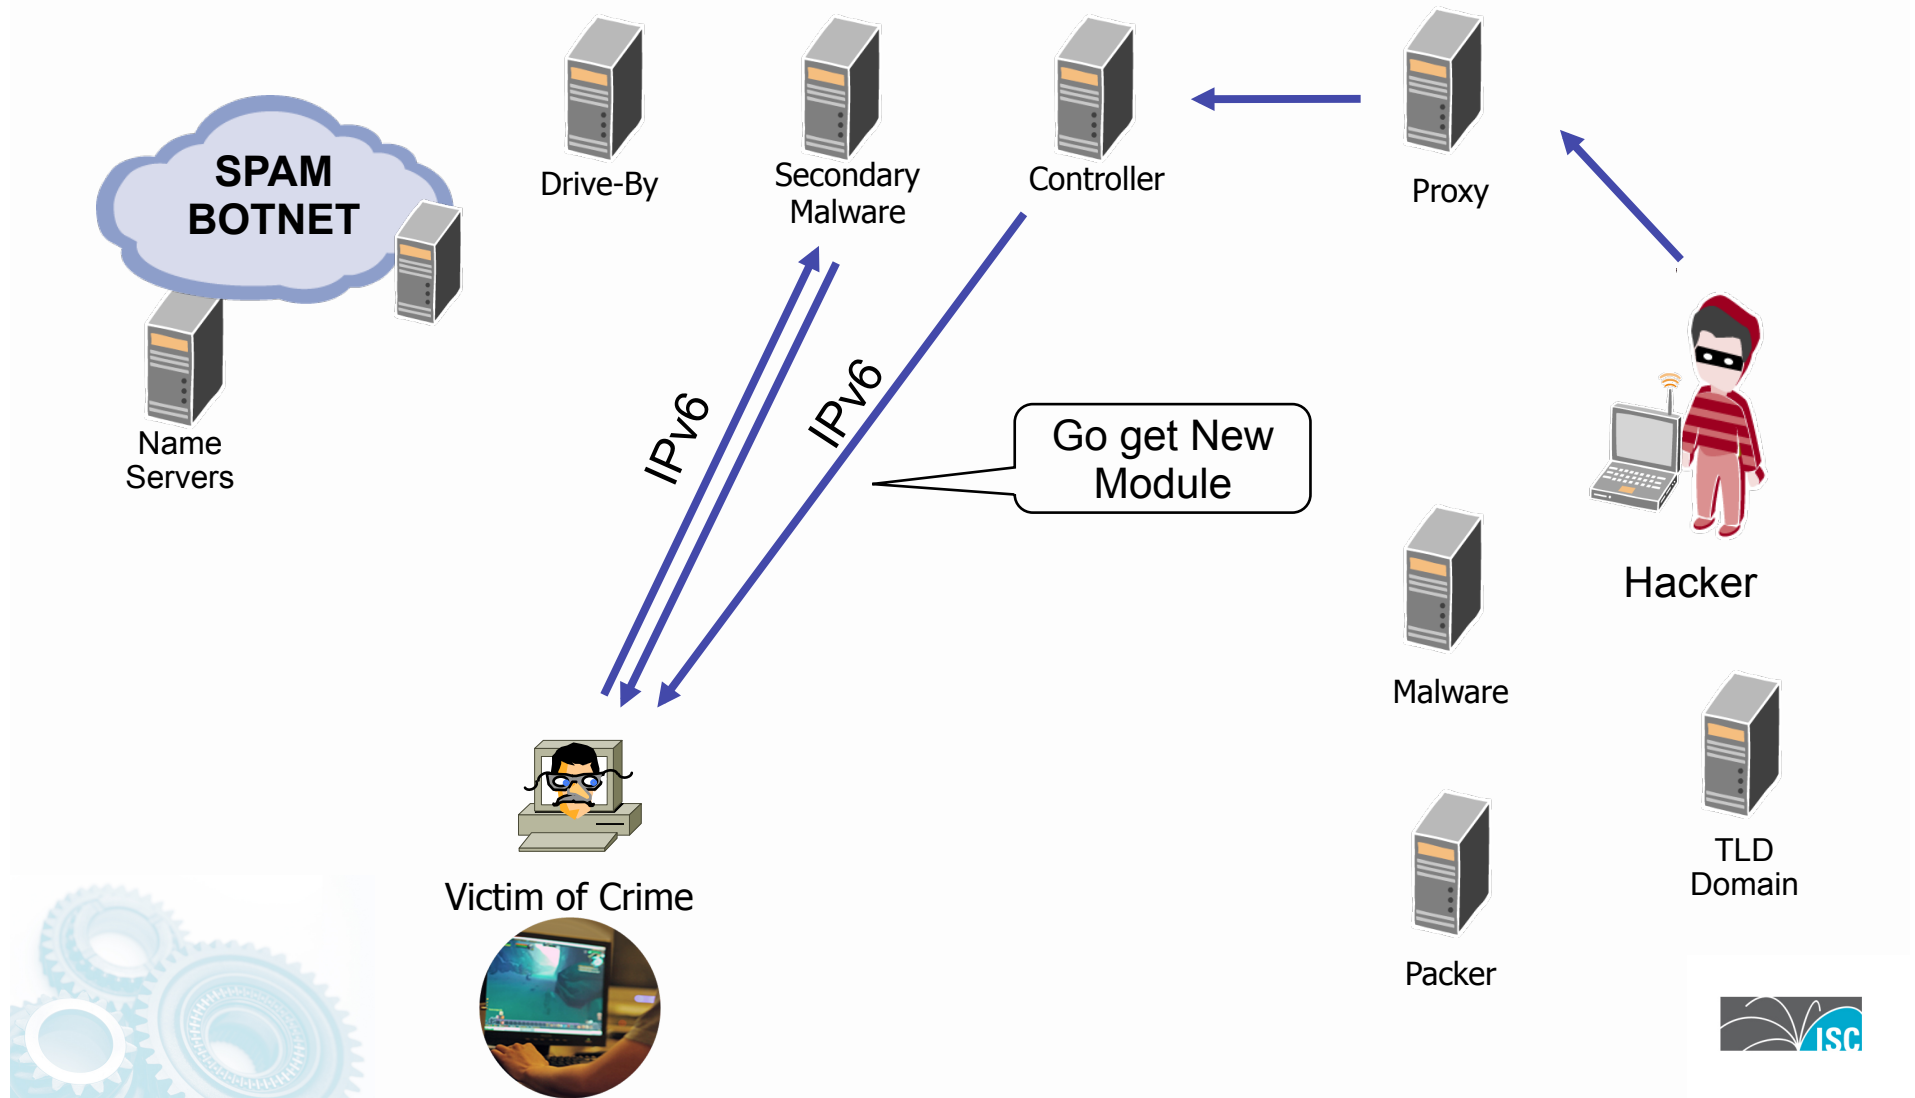 SPAM
BOTNET
Drive-By
Secondary
Malware
Controller
Proxy
Name
Servers
IPv6
IPv6
Go get New
Module
Hacker
Malware
TLD
Domain
Victim of Crime
Packer
ISC